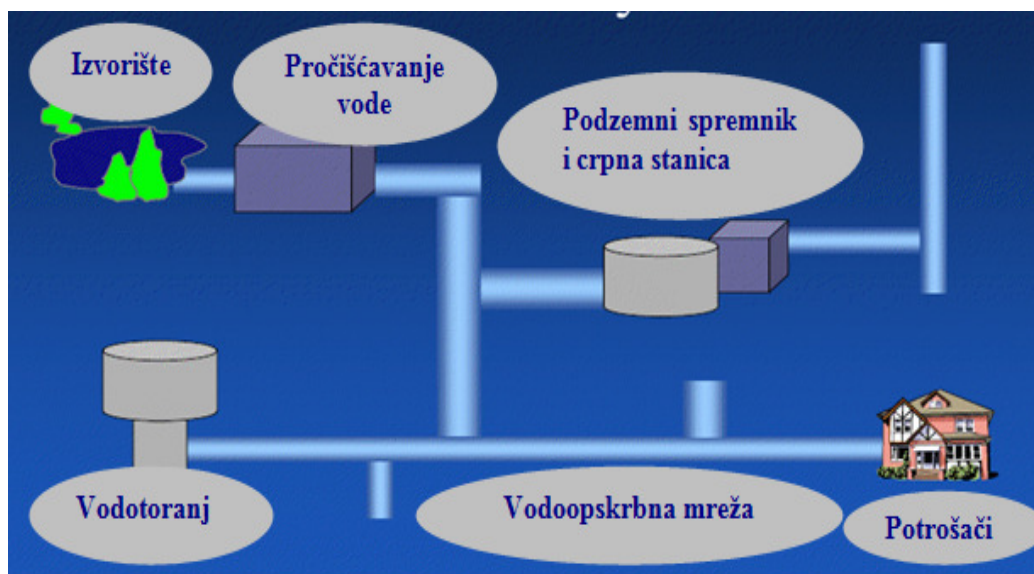 Izvorište
Pročišćavanje
vode
Podzemni spremnik
i crpna stanica
Vodotoranj
Vodoopskrbna mreža
Potrošači